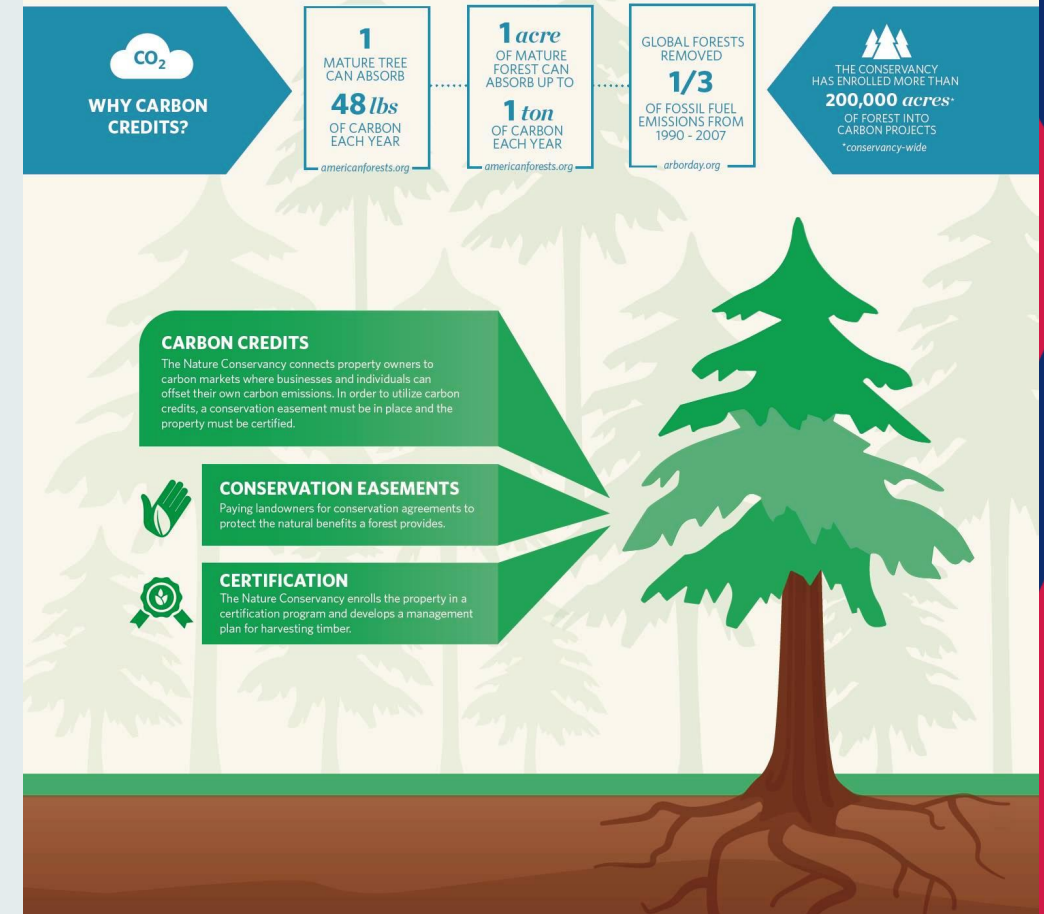 CO2
WHY CARBON
CREDITS?
1
MATURE TREE
CAN ABSORB
48 lbs
OF CARBON
EACH YEAR
americanforests.org
1 acre
OF MATURE
FOREST CAN
ABSORB UP TO
1 ton
OF CARBON
EACH YEAR
americanforests.org
GLOBAL FORESTS
REMOVED
1/3
OF FOSSIL FUEL
EMISSIONS FROM
1990 - 2007
arborday.org
THE CONSERVANCY
HAS ENROLLED MORE THAN
200,000 acres*
OF FOREST INTO
CARBON PROJECTS
*conservancy-wide
CARBON CREDITS
The Nature Conservancy connects property owners to
carbon markets where businesses and individuals can
offset their own carbon emissions. In order to utilize carbon
credits, a conservation easement must be in place and the
property must be certified.
CONSERVATION EASEMENTS
Paying landowners for conservation agreements to
protect the natural benefits a forest provides.
CERTIFICATION
The Nature Conservancy enrolls the property in a
certification program and develops a management
plan for harvesting timber.